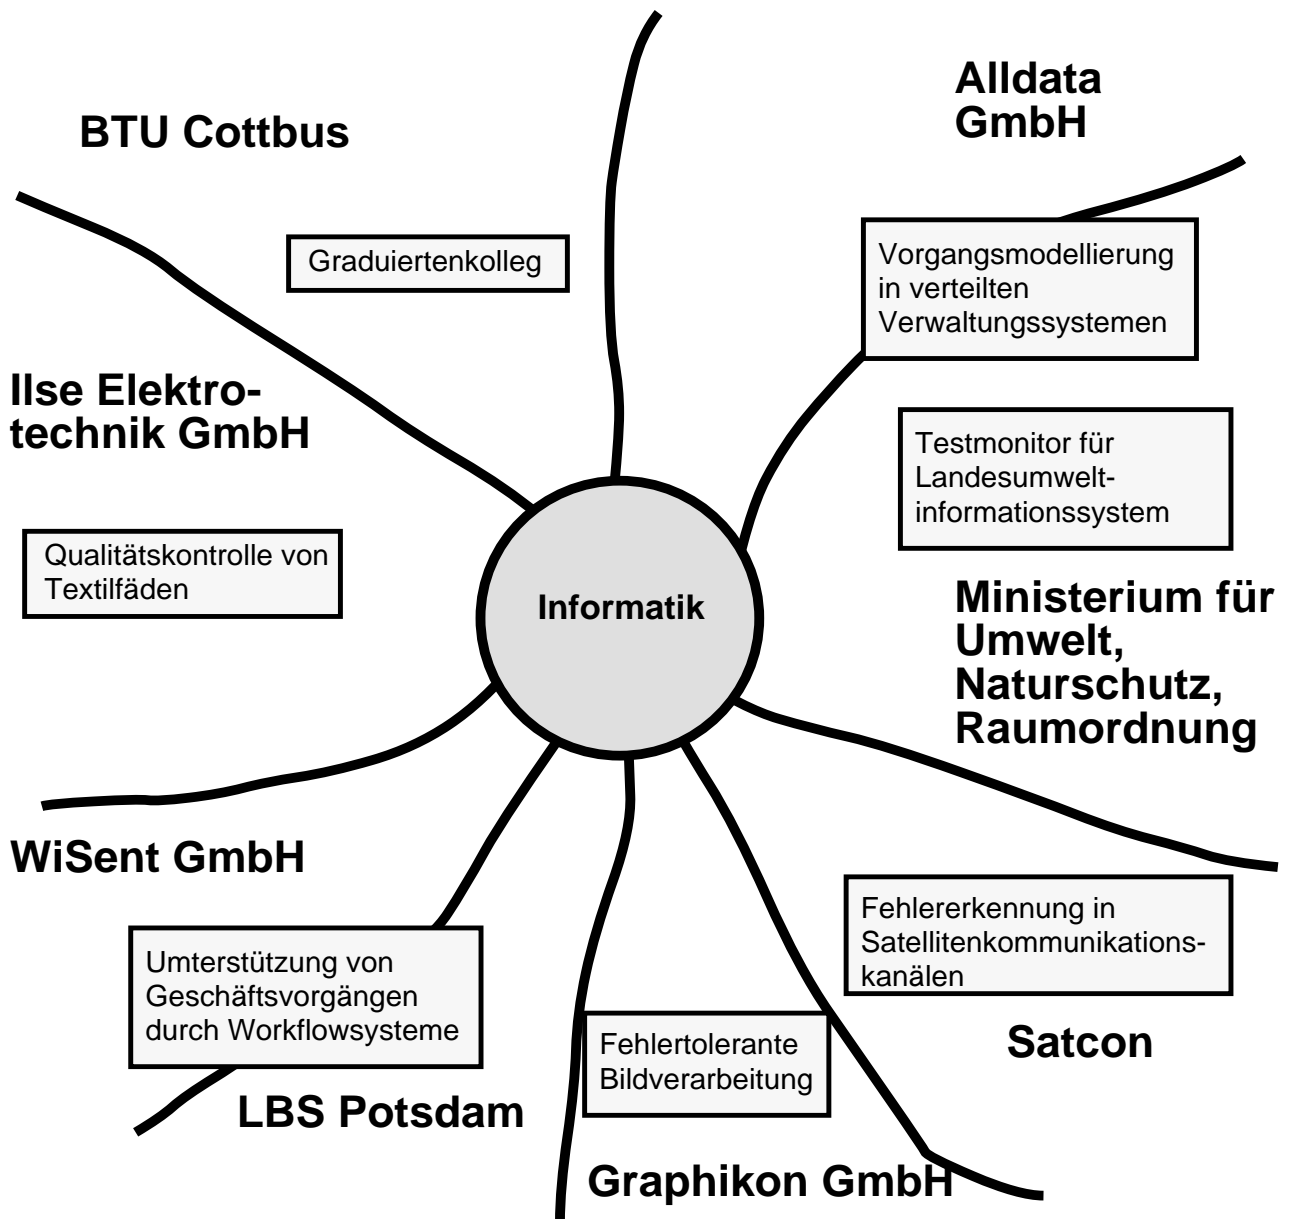 BTU Cottbus
Graduiertenkolleg
Alldata
GmbH
Vorgangsmodellierung
in verteilten
Verwaltungssystemen
Ilse Elektro-
technik GmbH
Qualitätskontrolle von
Textilfäden
Informatik
Testmonitor für
Landesumwelt-
informationssystem
Ministerium für
Umwelt,
Naturschutz,
Raumordnung
WiSent GmbH
Umterstützung von
Geschäftsvorgängen
durch Workflowsysteme
LBS Potsdam
Fehlertolerante
Bildverarbeitung
Graphikon GmbH
Fehlererkennung in
Satellitenkommunikations-
kanälen
Satcon